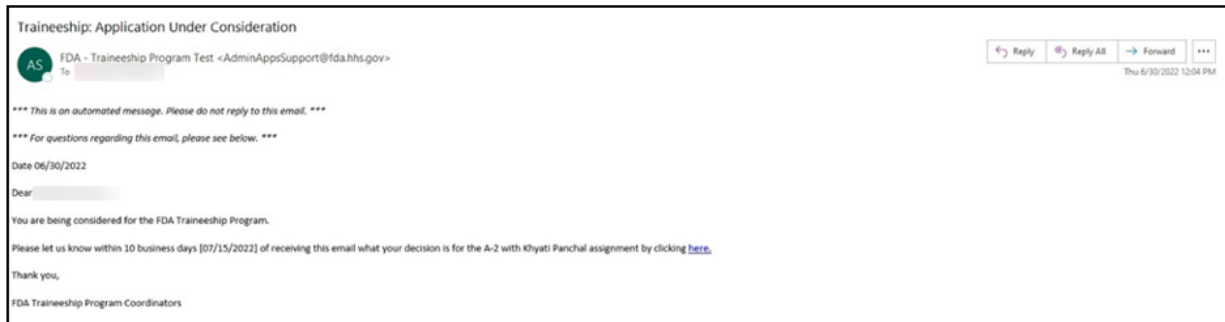 Traineeship: Application Under Consideration
AS
FDA - Traineeship Program Test <AdminAppsSupport@fda.hhs.gov>
To
Reply
Reply All
Forward
Thu 6/30/2022 12:04 PM
*** This is an automated message. Please do not reply to this email. ***
*** For questions regarding this email, please see below. ***
Date 06/30/2022
Dear
You are being considered for the FDA Traineeship Program.
Please let us know within 10 business days [07/15/2022] of receiving this email what your decision is for the A-2 with Khyati Panchal assignment by clicking here.
Thank you,
FDA Traineeship Program Coordinators